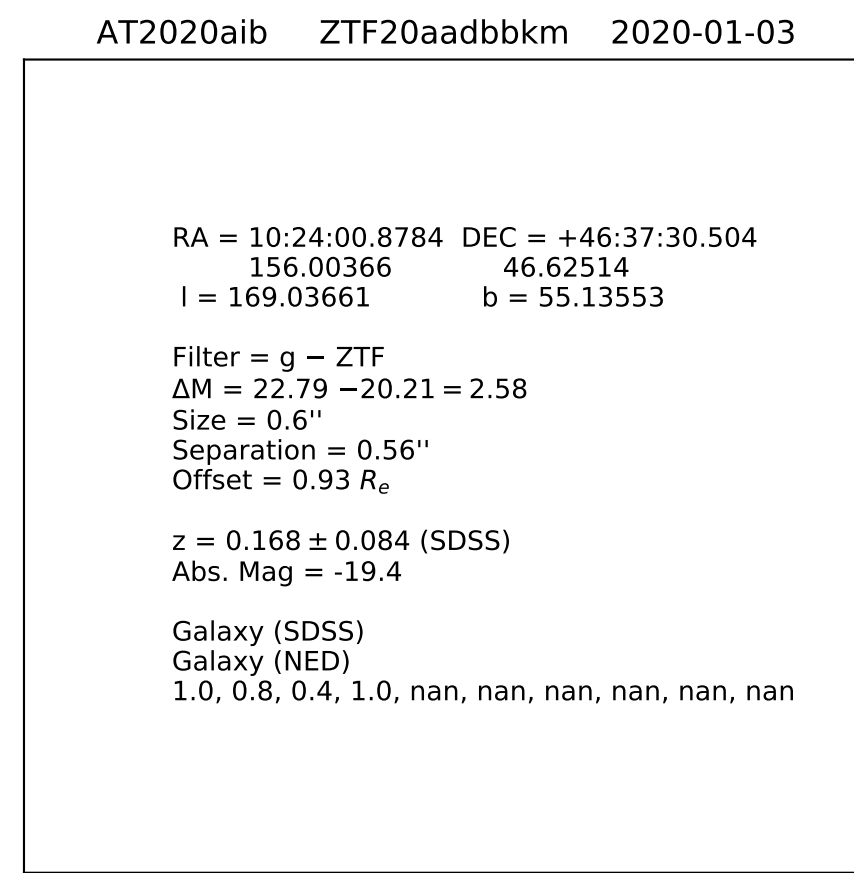 AT2020aib ZTF20aadbbkm 2020-01-03
RA = 10:24:00.8784 DEC = +46:37:30.504
156.00366 46.62514
l = 169.03661 b = 55.13553
Filter = g − ZTF
ΔM = 22.79 −20.21 = 2.58
Size = 0.6''
Separation = 0.56''
Offset = 0.93 Rₑ
z = 0.168 ± 0.084 (SDSS)
Abs. Mag = -19.4
Galaxy (SDSS)
Galaxy (NED)
1.0, 0.8, 0.4, 1.0, nan, nan, nan, nan, nan, nan